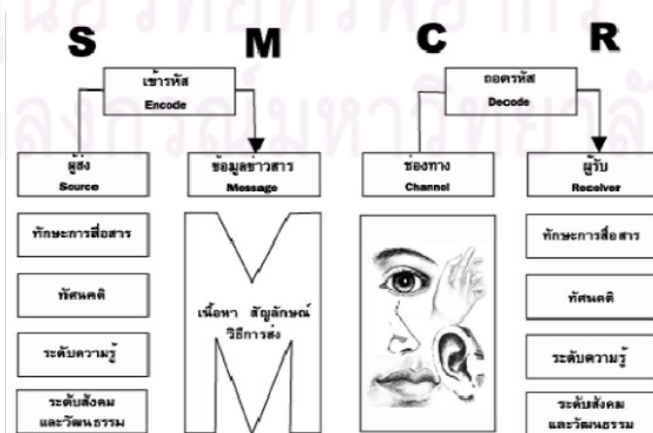 S M C R
เข้ารหัส
Encode
ถอดรหัส
Decode
ผู้ส่ง
Source
ข้อมูลข่าวสาร
Message
ช่องทาง
Channel
ผู้รับ
Receiver
ทักษะการสื่อสาร
ทัศนคติ
ระดับความรู้
ระดับสังคม
และวัฒนธรรม
เนื้อหา สัญลักษณ์
วิธีการส่ง
ทักษะการสื่อสาร
ทัศนคติ
ระดับความรู้
ระดับสังคม
และวัฒนธรรม